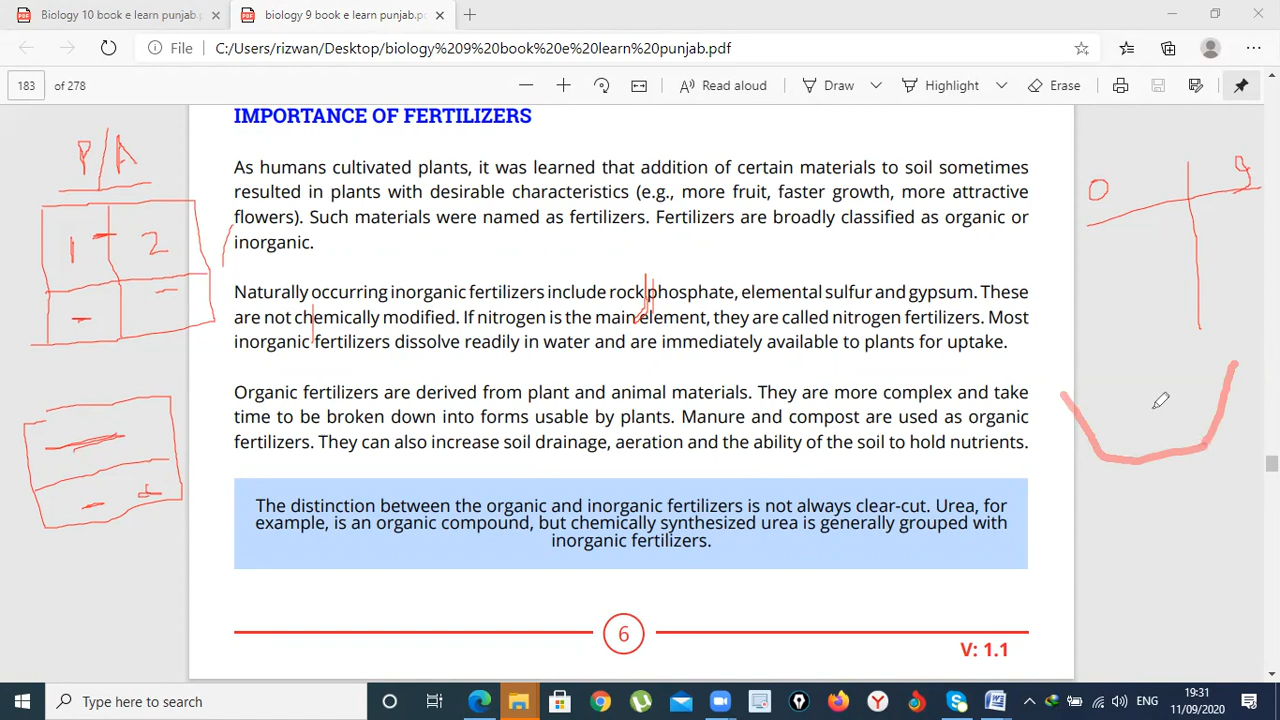 Biology 10 book e learn punjab.p
biology 9 book e learn punjab.pc
File
C:/Users/rizwan/Desktop/biology%209%20book%20e%20learn%20punjab.pdf
183 of 278
Read aloud
Draw
Highlight
Erase
IMPORTANCE OF FERTILIZERS
P/A
1 2
O
As humans cultivated plants, it was learned that addition of certain materials to soil sometimes
resulted in plants with desirable characteristics (e.g., more fruit, faster growth, more attractive
flowers). Such materials were named as fertilizers. Fertilizers are broadly classified as organic or
inorganic.
Naturally occurring inorganic fertilizers include rock phosphate, elemental sulfur and gypsum. These
are not chemically modified. If nitrogen is the main element, they are called nitrogen fertilizers. Most
inorganic fertilizers dissolve readily in water and are immediately available to plants for uptake.
Organic fertilizers are derived from plant and animal materials. They are more complex and take
time to be broken down into forms usable by plants. Manure and compost are used as organic
fertilizers. They can also increase soil drainage, aeration and the ability of the soil to hold nutrients.
The distinction between the organic and inorganic fertilizers is not always clear-cut. Urea, for
example, is an organic compound, but chemically synthesized urea is generally grouped with
inorganic fertilizers.
6
V: 1.1
Type here to search
ENG
19:31
11/09/2020